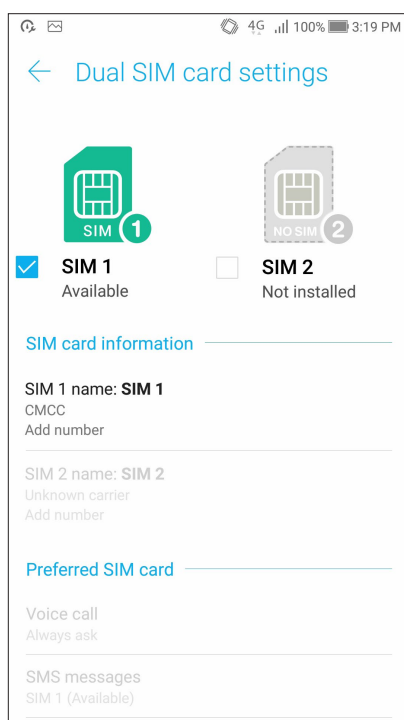 4G 100% 3:19 PM
Dual SIM card settings
SIM 1
NO SIM 2
SIM 1
Available
SIM 2
Not installed
SIM card information
SIM 1 name: SIM 1
CMCC
Add number
SIM 2 name: SIM 2
Unknown carrier
Add number
Preferred SIM card
Voice call
Always ask
SMS messages
SIM 1 (Available)